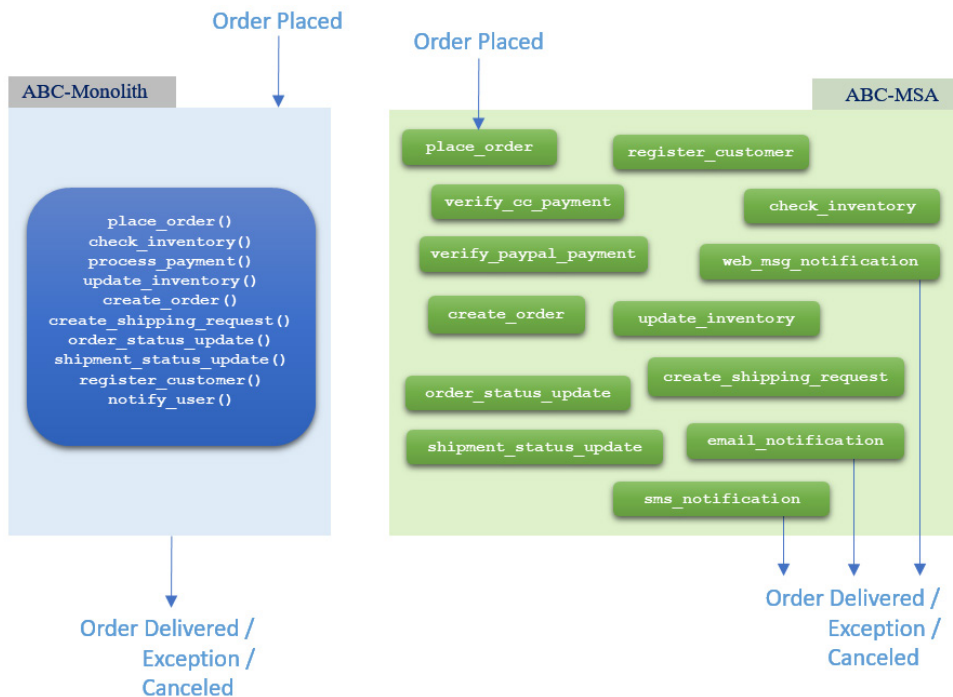 Order Placed
ABC-Monolith
place_order()
check_inventory()
process_payment()
update_inventory()
create_order()
create_shipping_request()
order_status_update()
shipment_status_update()
register_customer()
notify_user()
Order Delivered /
Exception /
Canceled
Order Placed
ABC-MSA
place_order
register_customer
verify_cc_payment
check_inventory
verify_paypal_payment
web_msg_notification
create_order
update_inventory
create_shipping_request
order_status_update
email_notification
shipment_status_update
sms_notification
Order Delivered /
Exception /
Canceled